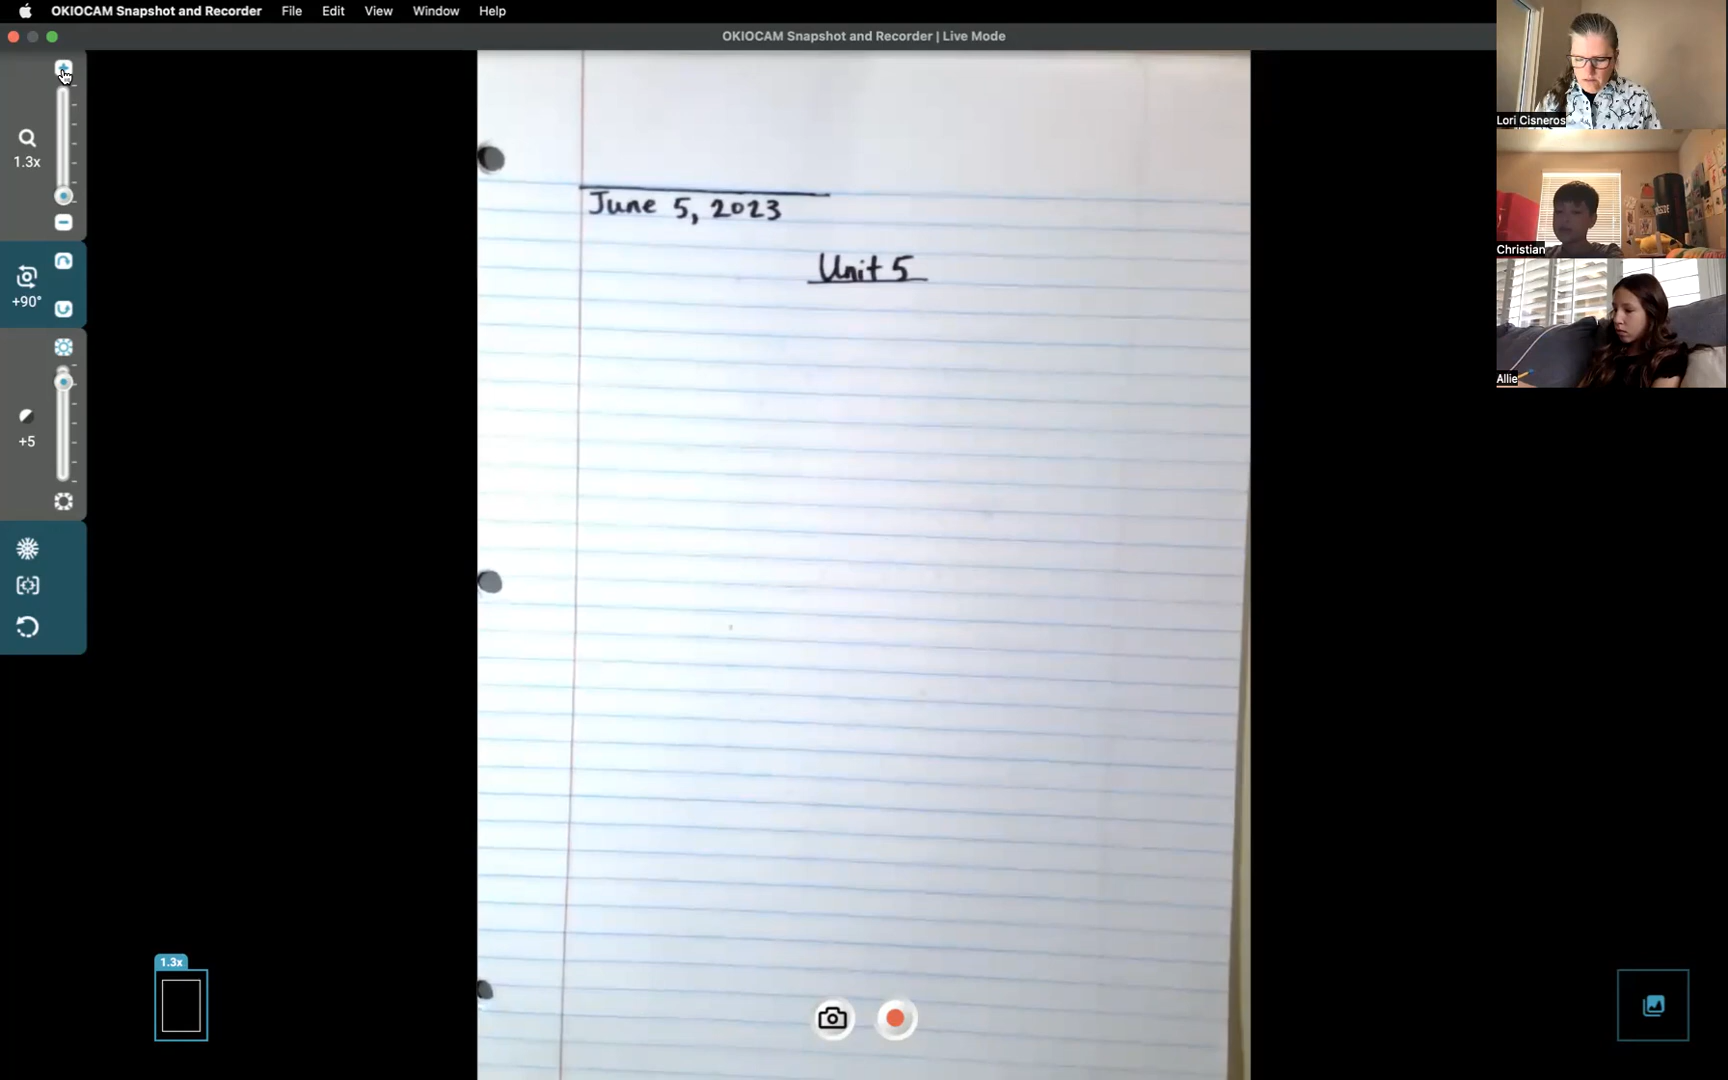 OKIOCAM Snapshot and Recorder File Edit View Window Help
OKIOCAM Snapshot and Recorder | Live Mode
1.3x
+90°
+5
June 5, 2023
Unit 5
Lori Cisneros
Christian
Allie
1.3x